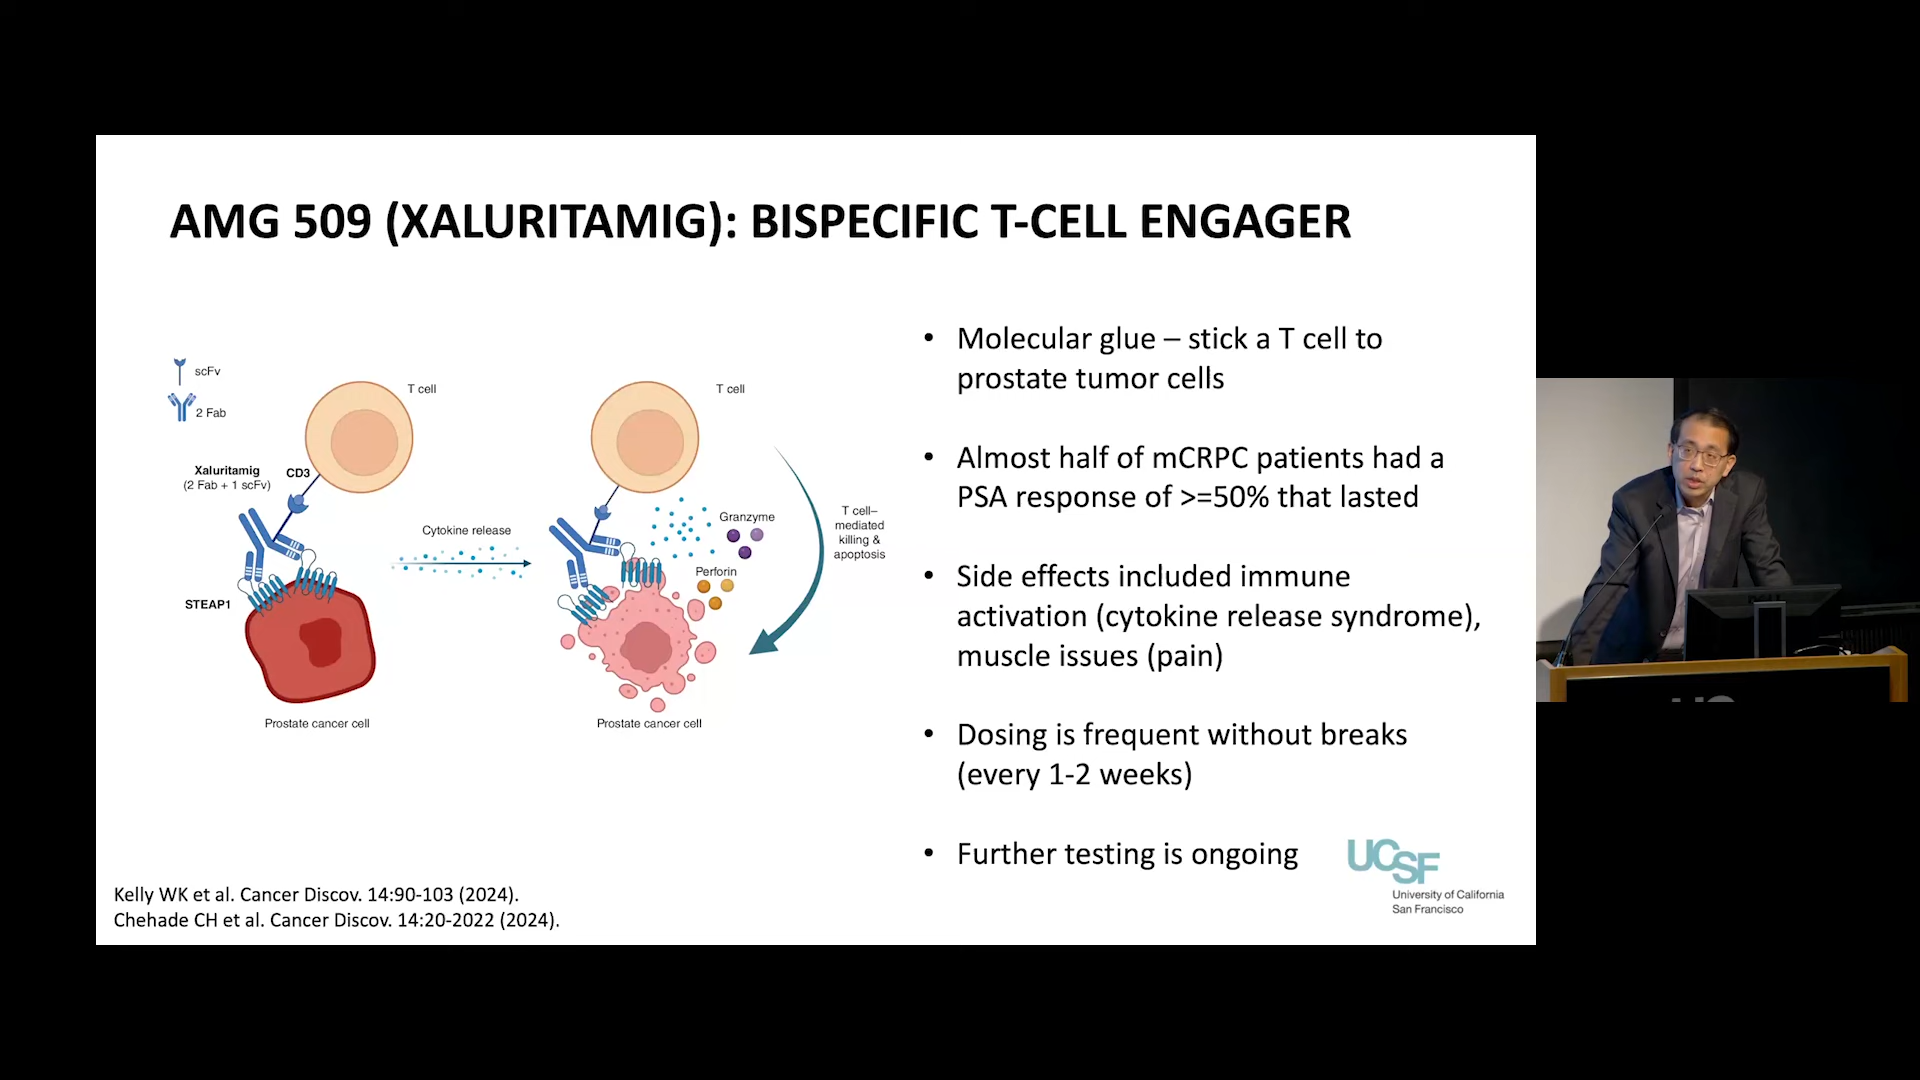 AMG 509 (XALURITAMIG): BISPECIFIC T-CELL ENGAGER
scFv
2 Fab
T cell
Xaluritamig
(2 Fab + 1 scFv)
CD3
STEAP1
Prostate cancer cell
Cytokine release
T cell
Granzyme
Perforin
T cell–
mediated
killing &
apoptosis
Prostate cancer cell
• Molecular glue – stick a T cell to
prostate tumor cells
• Almost half of mCRPC patients had a
PSA response of >=50% that lasted
• Side effects included immune
activation (cytokine release syndrome),
muscle issues (pain)
• Dosing is frequent without breaks
(every 1-2 weeks)
• Further testing is ongoing
UCSF
University of California
San Francisco
Kelly WK et al. Cancer Discov. 14:90-103 (2024).
Chehade CH et al. Cancer Discov. 14:20-2022 (2024).